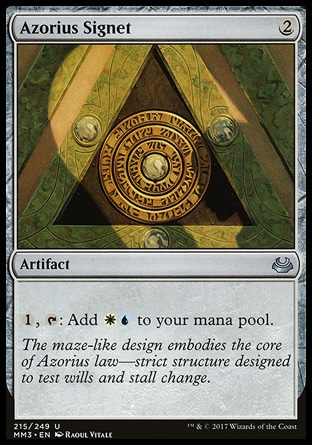 Azorius Signet 2
Artifact
1, T: Add to your mana pool.
The maze-like design embodies the core
of Azorius law—strict structure designed
to test wills and stall change.
215/249 U
MM3 • EN Raoul Vitale
™ & © 2017 Wizards of the Coast